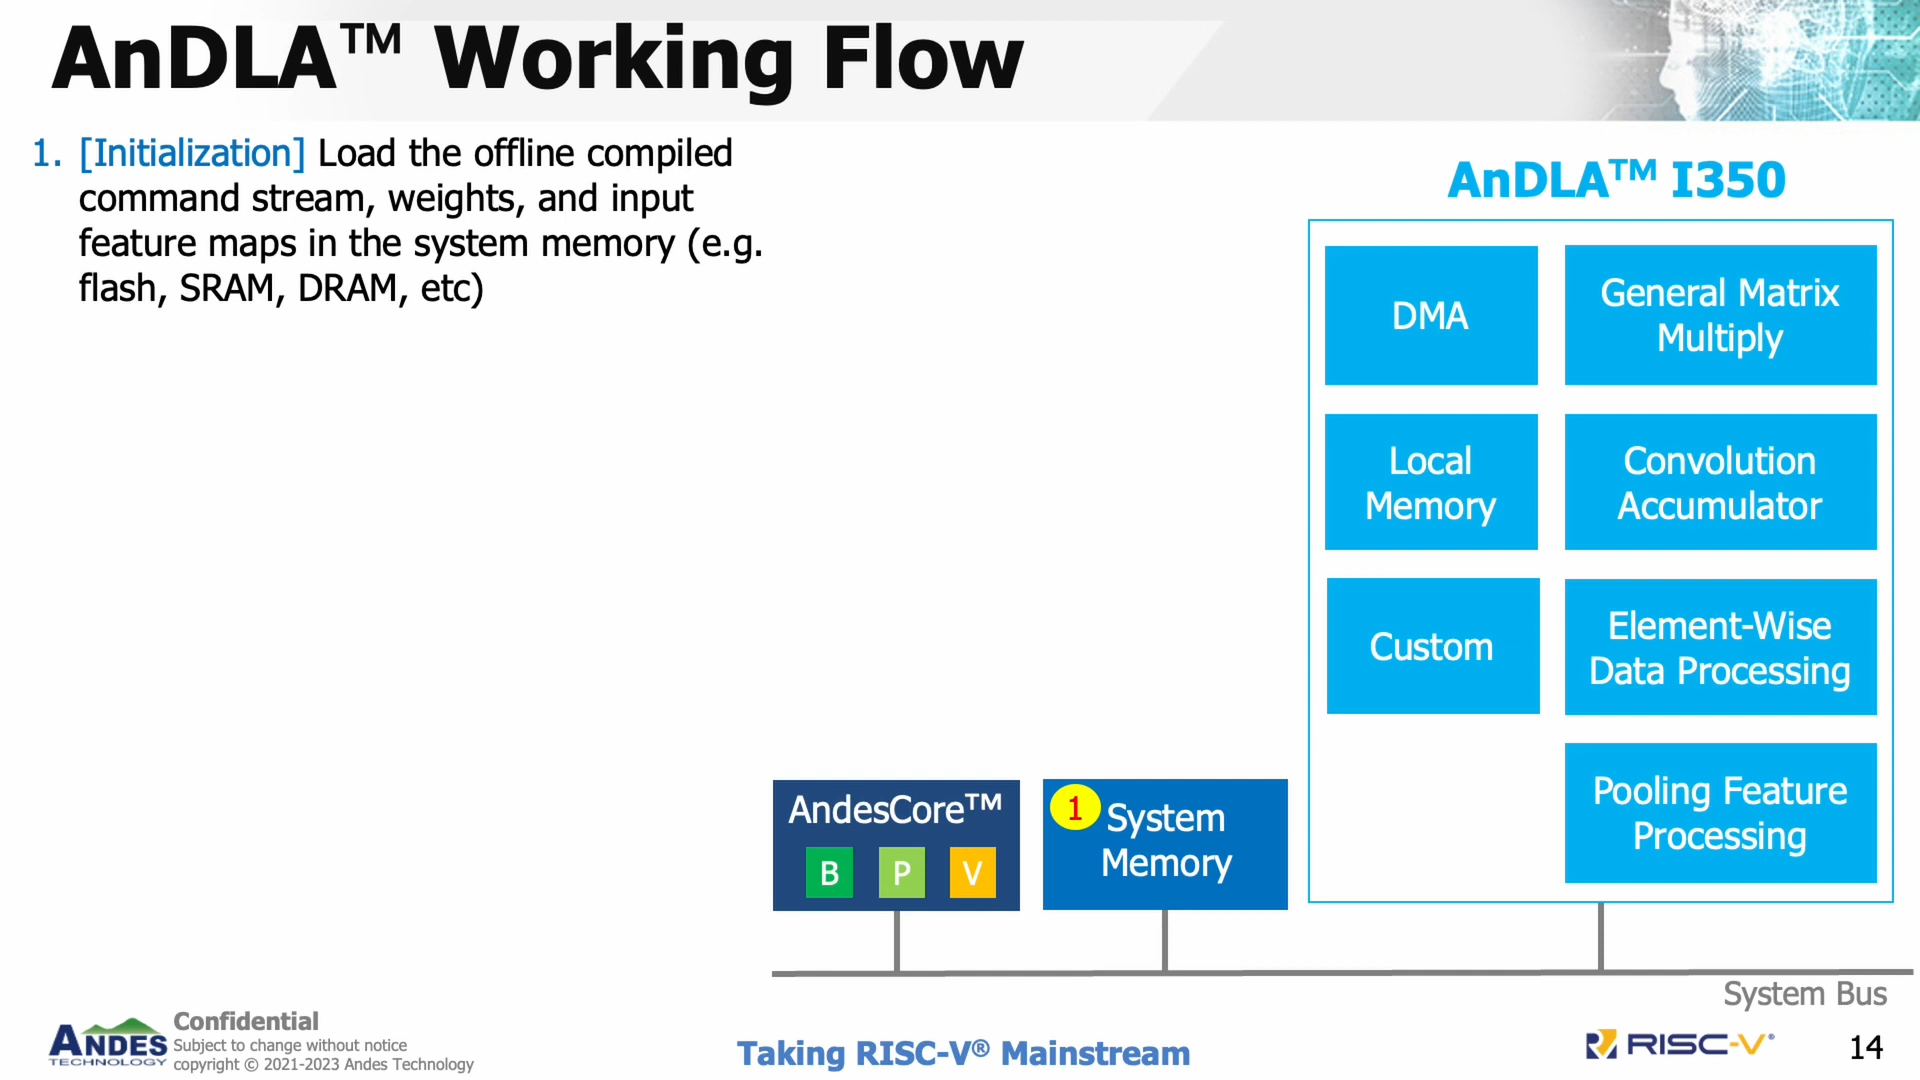 AnDLA™ Working Flow
1. [Initialization] Load the offline compiled
command stream, weights, and input
feature maps in the system memory (e.g.
flash, SRAM, DRAM, etc)
AnDLA™ I350
DMA
General Matrix
Multiply
Local
Memory
Convolution
Accumulator
Custom
Element-Wise
Data Processing
Pooling Feature
Processing
AndesCore™
B P V
1
System
Memory
System Bus
ANDES
TECHNOLOGY
Confidential
Subject to change without notice
copyright © 2021-2023 Andes Technology
Taking RISC-V® Mainstream
RISC-V®
14